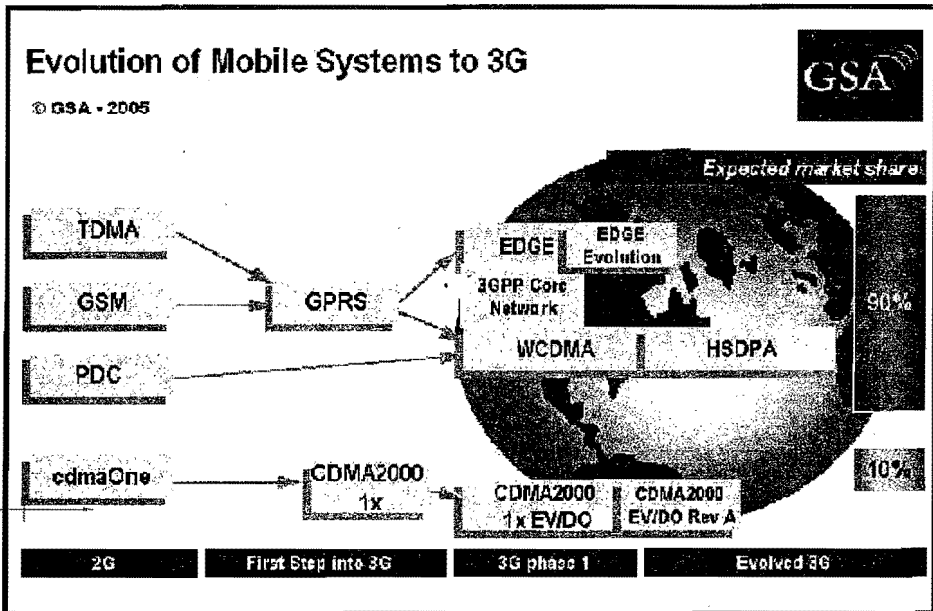 Evolution of Mobile Systems to 3G
© GSA - 2005
GSA
Expected market share
TDMA
EDGE
EDGE
Evolution
GSM
GPRS
3GPP Core
Network
90%
WCDMA
HSDPA
PDC
cdmaOne
CDMA2000
1x
10%
CDMA2000
1x EV/DO
CDMA2000
EV/DO Rev A
2G
First Step into 3G
3G phase 1
Evolved 3G